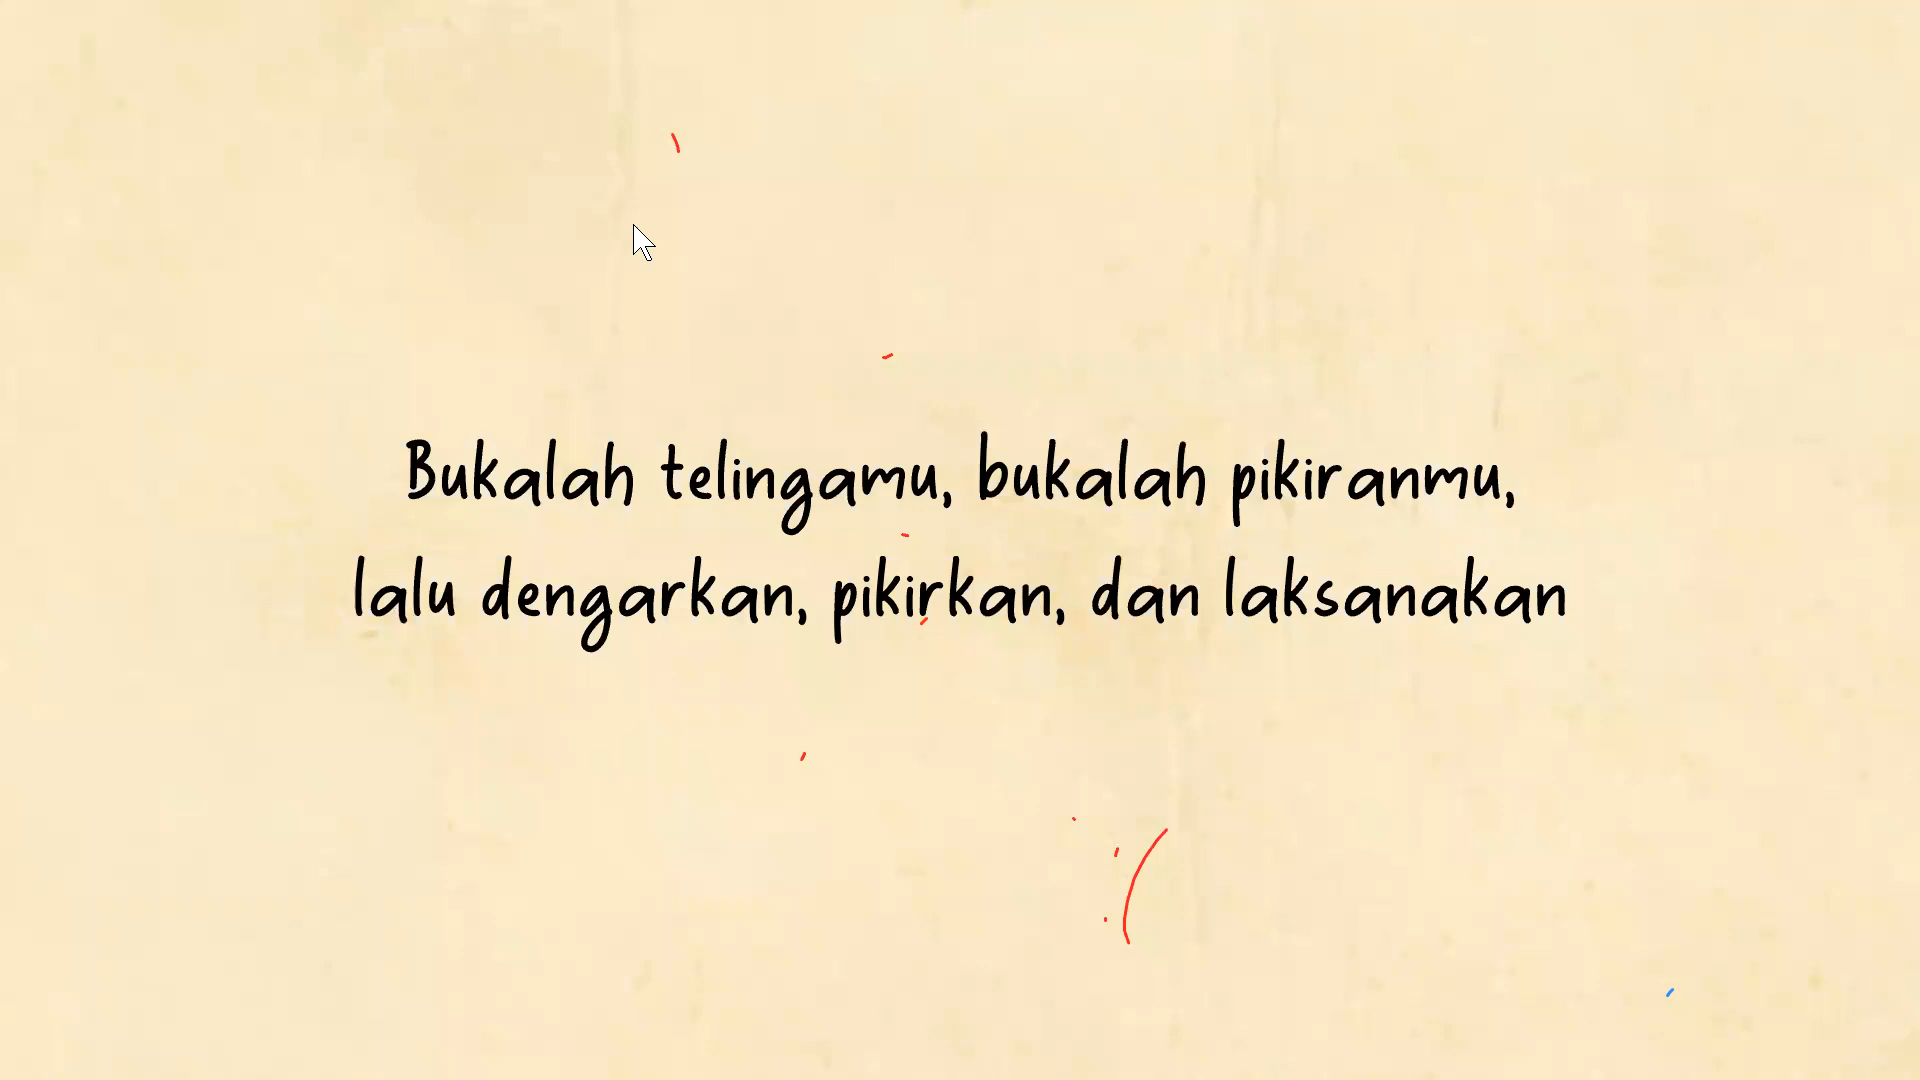 Bukalah telingamu, bukalah pikiranmu,
lalu dengarkan, pikirkan, dan laksanakan